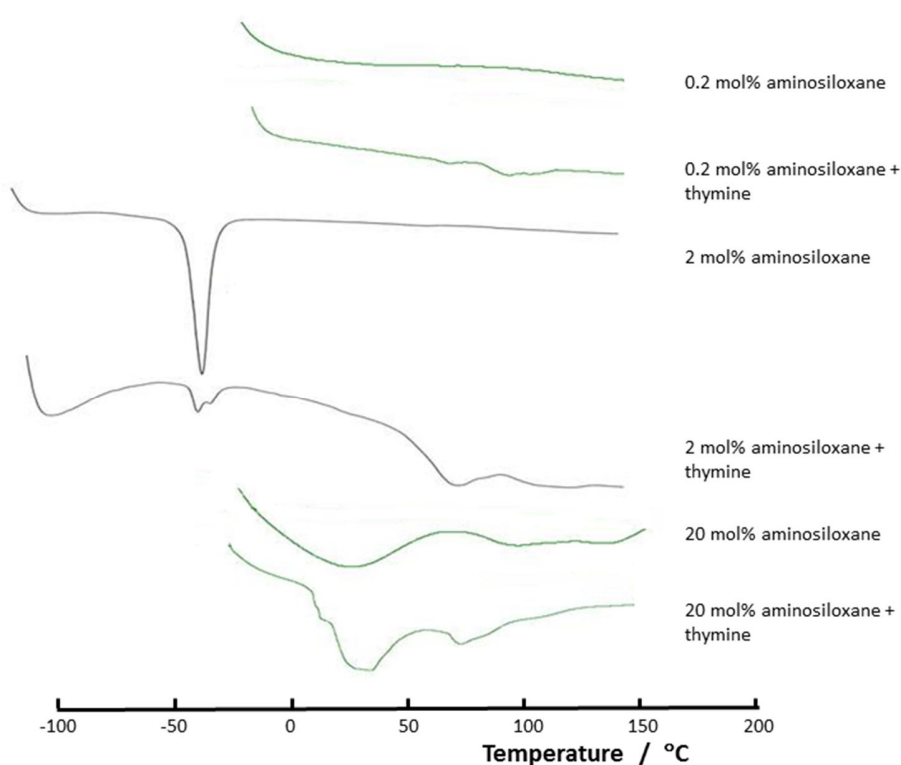 0.2 mol% aminosiloxane
0.2 mol% aminosiloxane +
thymine
2 mol% aminosiloxane
2 mol% aminosiloxane +
thymine
20 mol% aminosiloxane
20 mol% aminosiloxane +
thymine
-100 -50 0 50 100 150 200
Temperature / °C